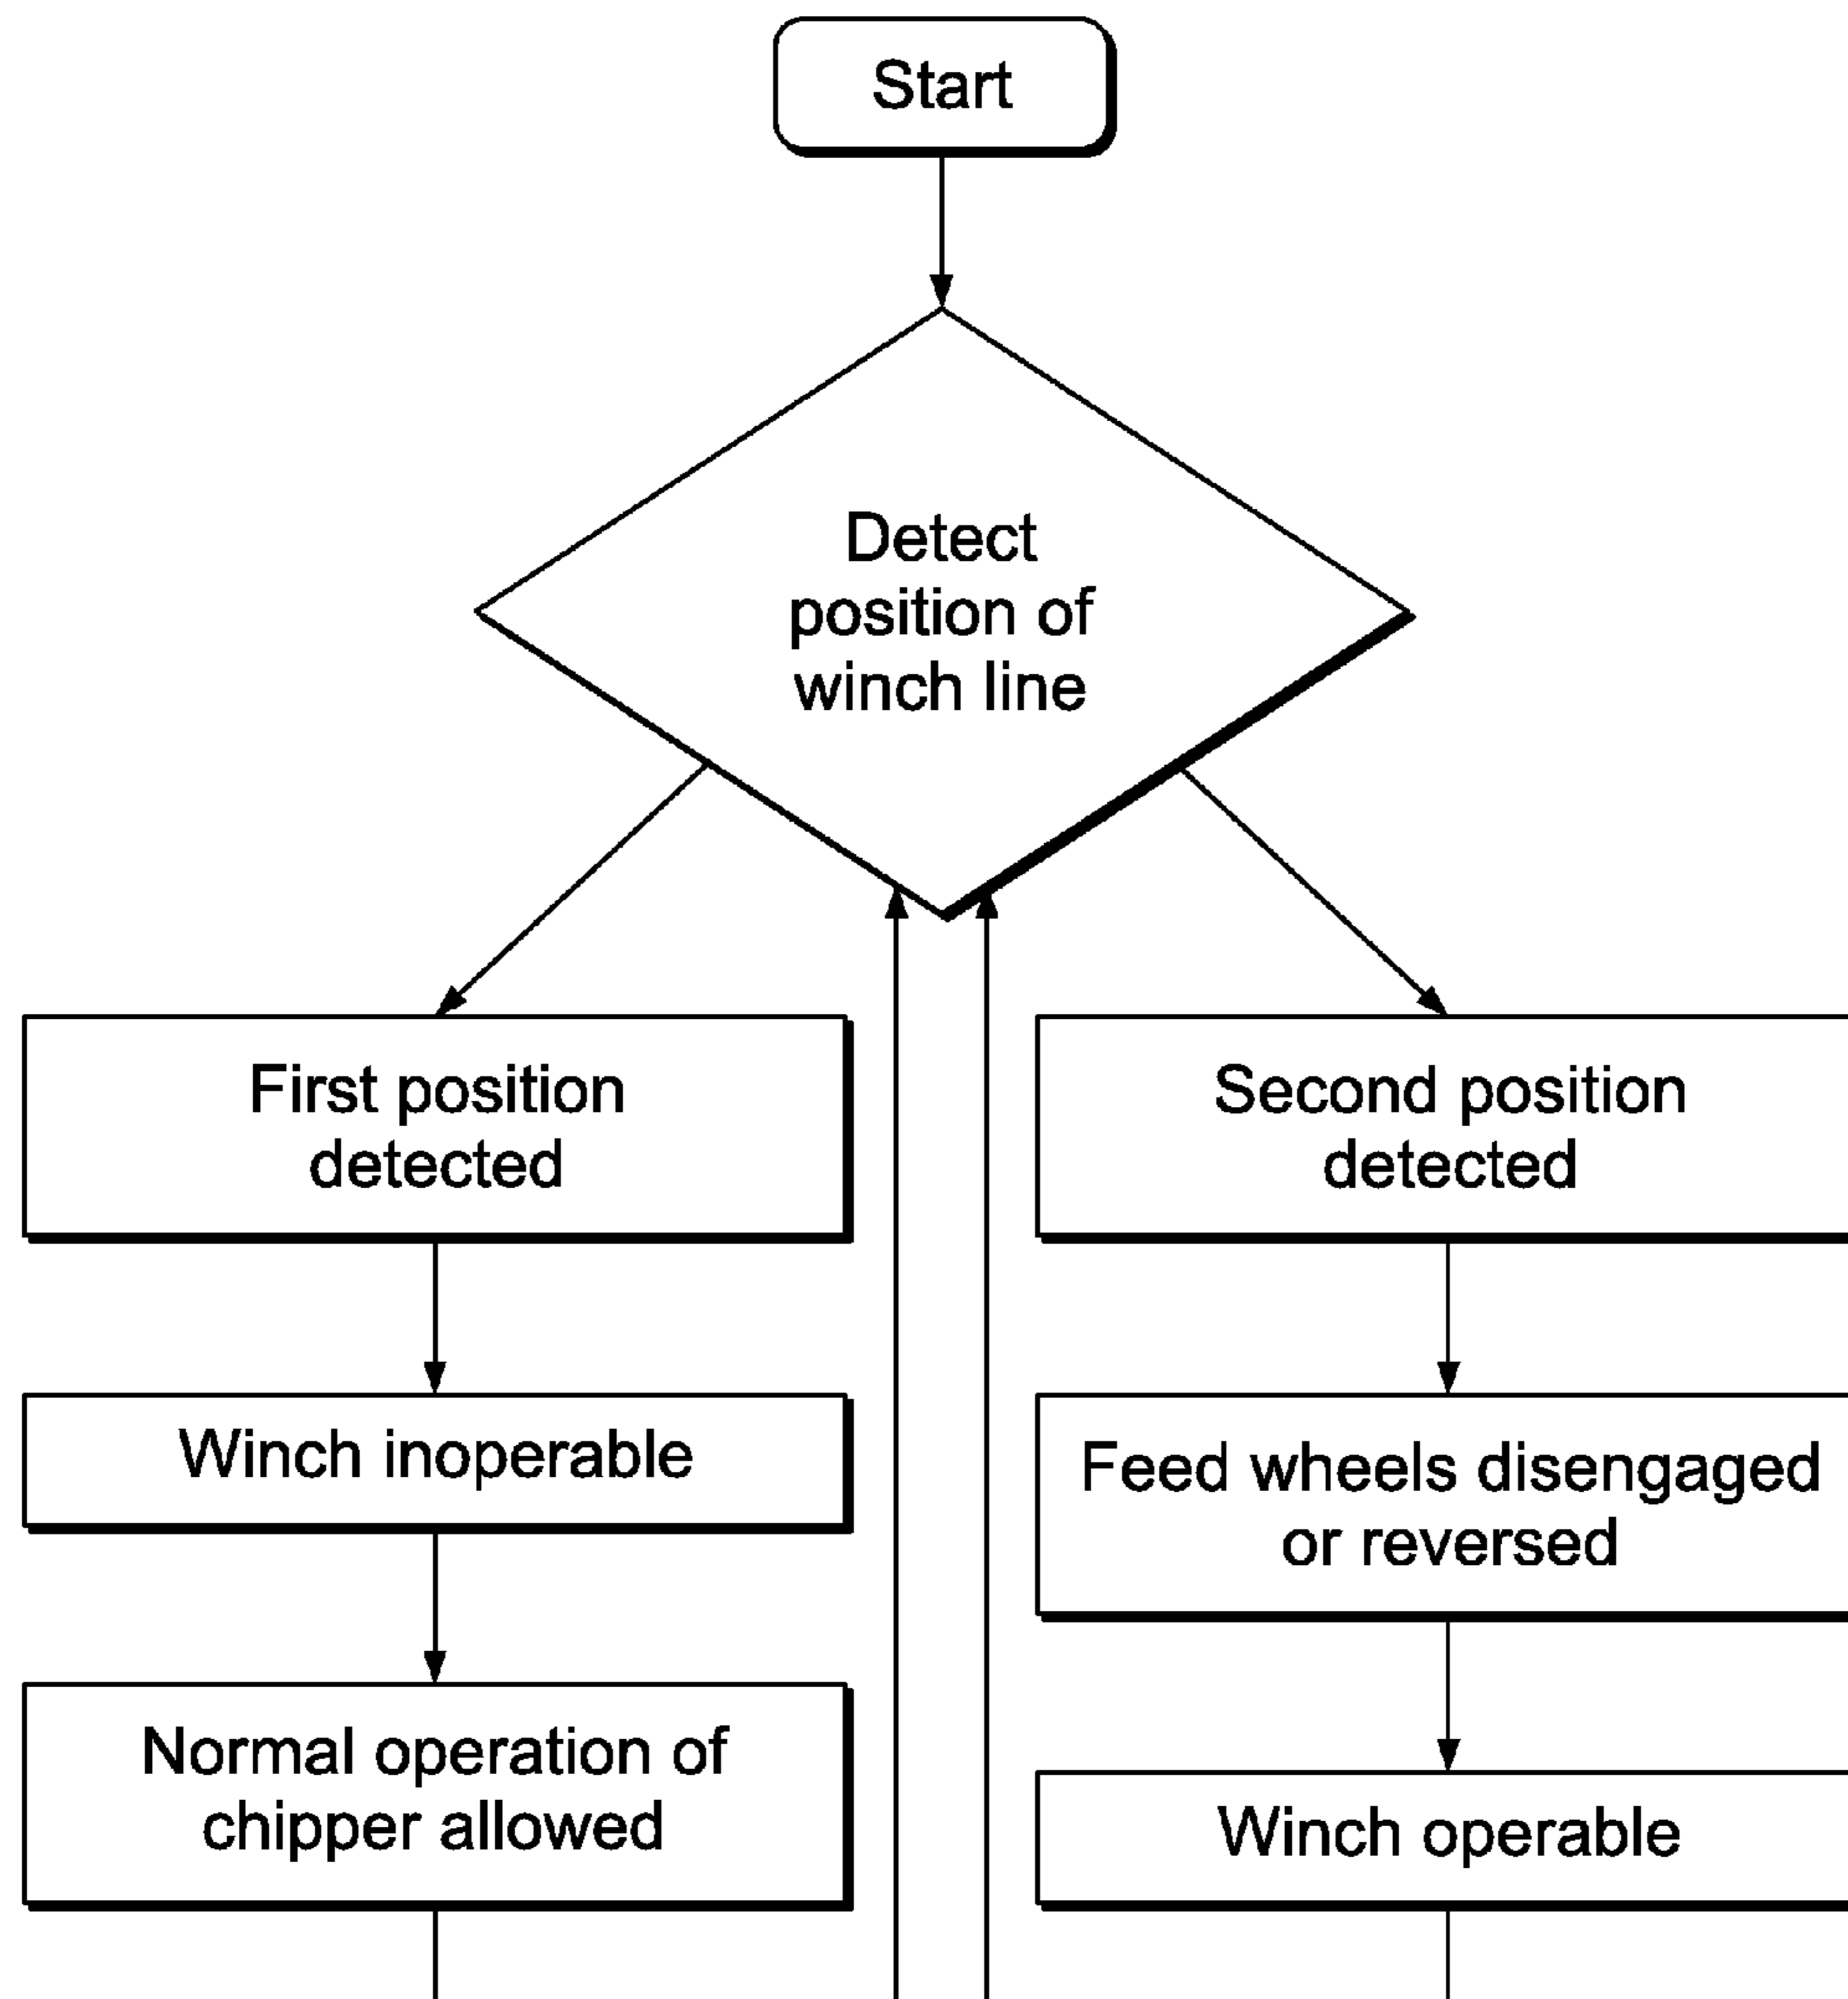 Start
Detect
position of
winch line
First position
detected
Winch inoperable
Normal operation of
chipper allowed
Second position
detected
Feed wheels disengaged
or reversed
Winch operable